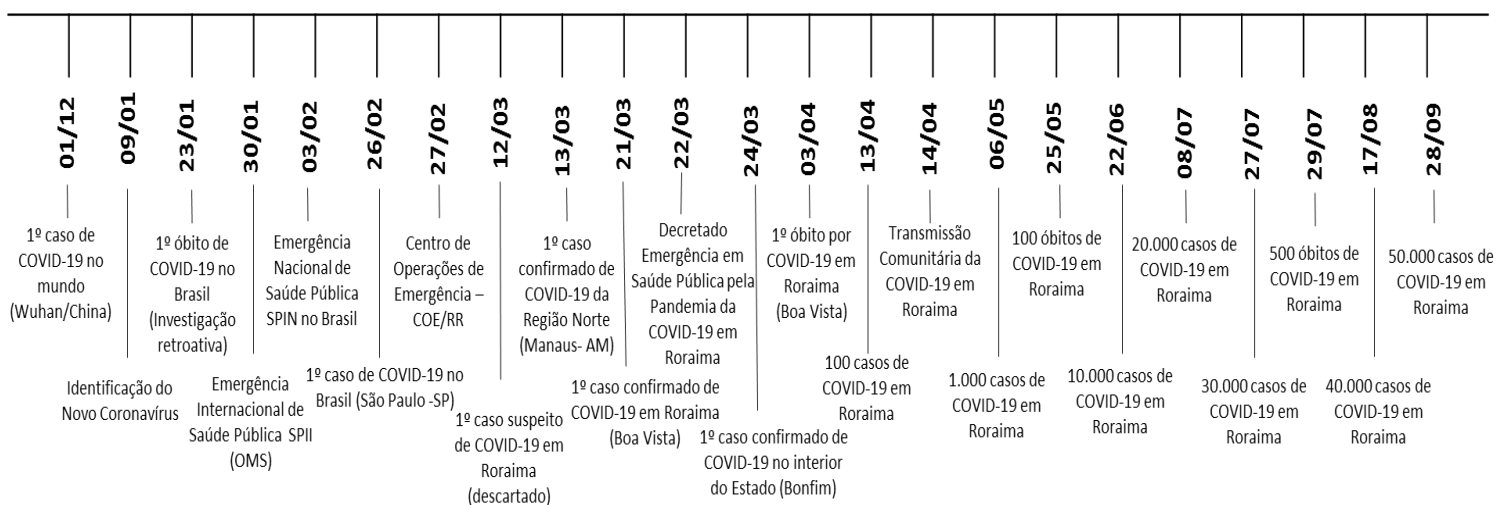 01/12
09/01
23/01
30/01
03/02
26/02
27/02
12/03
13/03
21/03
22/03
24/03
03/04
13/04
14/04
06/05
25/05
22/06
08/07
27/07
29/07
17/08
28/09
1º caso de
COVID-19 no
mundo
(Wuhan/China)
Identificação do
Novo Coronavírus
1º óbito de
COVID-19 no
Brasil
(Investigação
retroativa)
Emergência
Internacional de
Saúde Pública SPII
(OMS)
Emergência
Nacional de
Saúde Pública
SPIN no Brasil
1º caso de COVID-19 no
Brasil (São Paulo -SP)
Centro de
Operações de
Emergência –
COE/RR
1º caso suspeito
de COVID-19 em
Roraima
(descartado)
1º caso
confirmado de
COVID-19 da
Região Norte
(Manaus- AM)
1º caso confirmado de
COVID-19 em Roraima
(Boa Vista)
Decretado
Emergência em
Saúde Pública pela
Pandemia da
COVID-19 em
Roraima
1º caso confirmado de
COVID-19 no interior
do Estado (Bonfim)
1º óbito por
COVID-19 em
Roraima
(Boa Vista)
100 casos de
COVID-19 em
Roraima
Transmissão
Comunitária da
COVID-19 em
Roraima
1.000 casos de
COVID-19 em
Roraima
100 óbitos de
COVID-19 em
Roraima
10.000 casos de
COVID-19 em
Roraima
20.000 casos de
COVID-19 em
Roraima
30.000 casos de
COVID-19 em
Roraima
500 óbitos de
COVID-19 em
Roraima
40.000 casos de
COVID-19 em
Roraima
50.000 casos de
COVID-19 em
Roraima